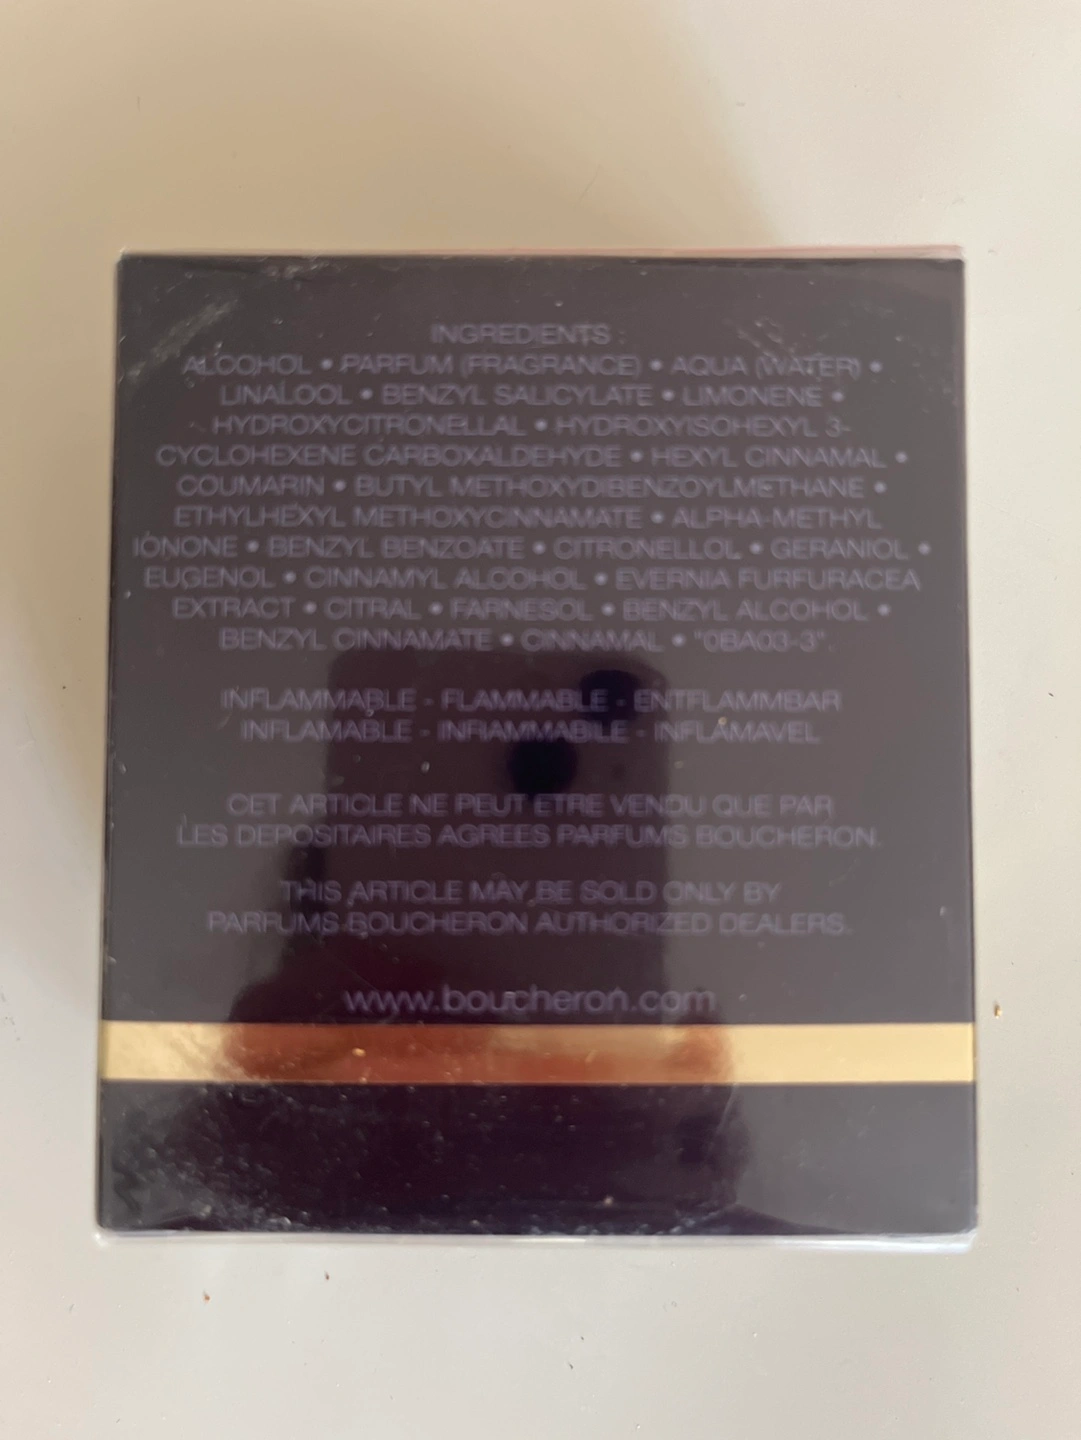 INGREDIENTS :
ALCOHOL • PARFUM (FRAGRANCE) • AQUA (WATER) •
LINALOOL • BENZYL SALICYLATE • LIMONENE •
HYDROXYCITRONELLAL • HYDROXYISOHEXYL 3-
CYCLOHEXENE CARBOXALDEHYDE • HEXYL CINNAMAL •
COUMARIN • BUTYL METHOXYDIBENZOYLMETHANE •
ETHYLHEXYL METHOXYCINNAMATE • ALPHA-METHYL
IONONE • BENZYL BENZOATE • CITRONELLOL • GERANIOL •
EUGENOL • CINNAMYL ALCOHOL • EVERNIA FURFURACEA
EXTRACT • CITRAL • FARNESOL • BENZYL ALCOHOL •
BENZYL CINNAMATE • CINNAMAL • "0BA03-3".
INFLAMMABLE - FLAMMABLE - ENTFLAMMBAR
INFLAMABLE - INFIAMMABILE - INFLAMAVEL
CET ARTICLE NE PEUT ETRE VENDU QUE PAR
LES DEPOSITAIRES AGREES PARFUMS BOUCHERON.
THIS ARTICLE MAY BE SOLD ONLY BY
PARFUMS BOUCHERON AUTHORIZED DEALERS.
www.boucheron.com